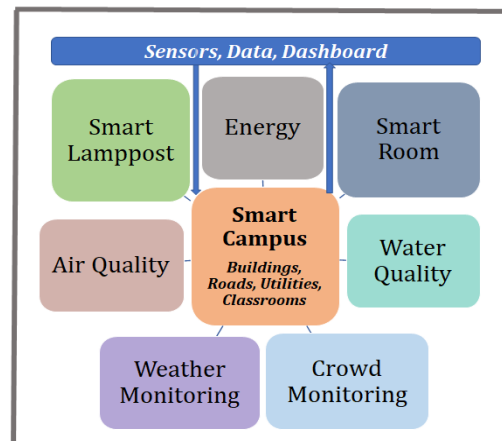 Sensors, Data, Dashboard
Smart
Lamppost
Energy
Smart
Room
Air Quality
Smart
Campus
Buildings,
Roads, Utilities,
Classrooms
Water
Quality
Weather
Monitoring
Crowd
Monitoring